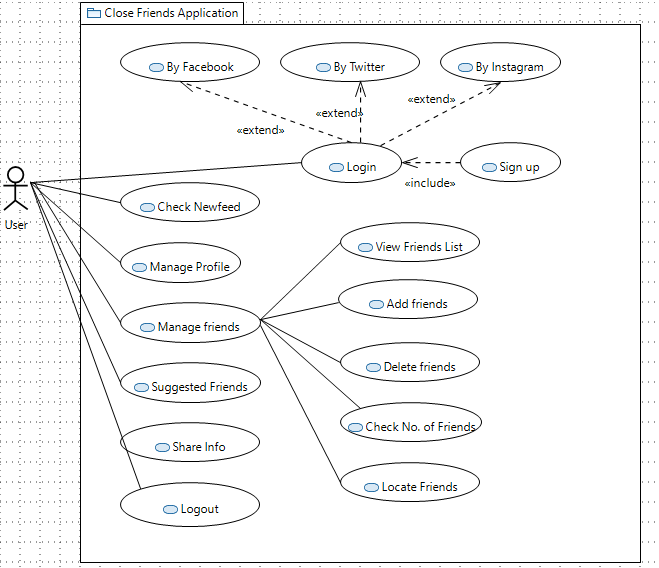 Close Friends Application
By Facebook
By Twitter
By Instagram
«extend»
«extend»
«extend»
Login
Sign up
«include»
User
Check Newfeed
Manage Profile
Manage friends
Suggested Friends
Share Info
Logout
View Friends List
Add friends
Delete friends
Check No. of Friends
Locate Friends